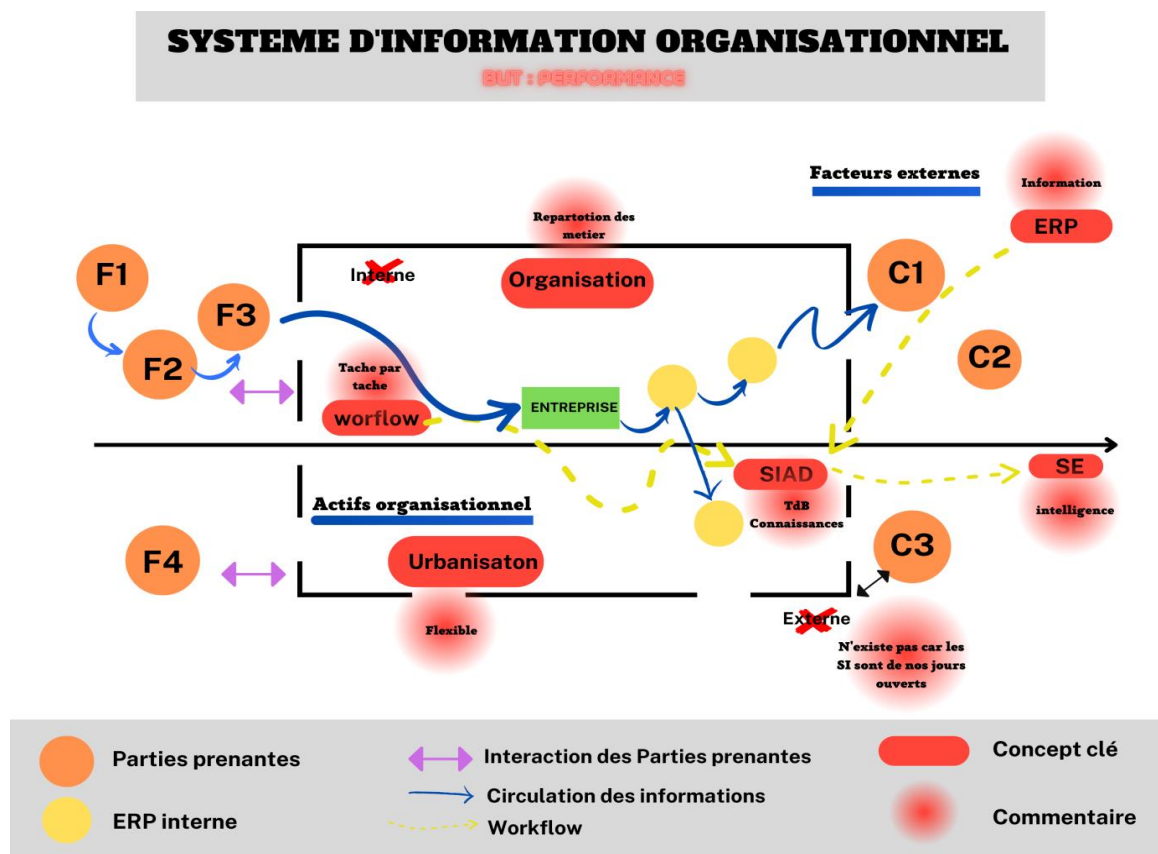 SYSTEME D'INFORMATION ORGANISATIONNEL
BUT : PERFORMANCE
Facteurs externes
Information
ERP
Repartotion des
metier
Organisation
Interne
F1
F2
F3
C1
C2
Tache par
tache
worflow
ENTREPRISE
SIAD
TdB
Connaissances
SE
intelligence
Actifs organisationnel
Urbanisaton
Flexible
F4
C3
Externe
N'existe pas car les
SI sont de nos jours
ouverts
Parties prenantes
ERP interne
Interaction des Parties prenantes
Circulation des informations
Workflow
Concept clé
Commentaire